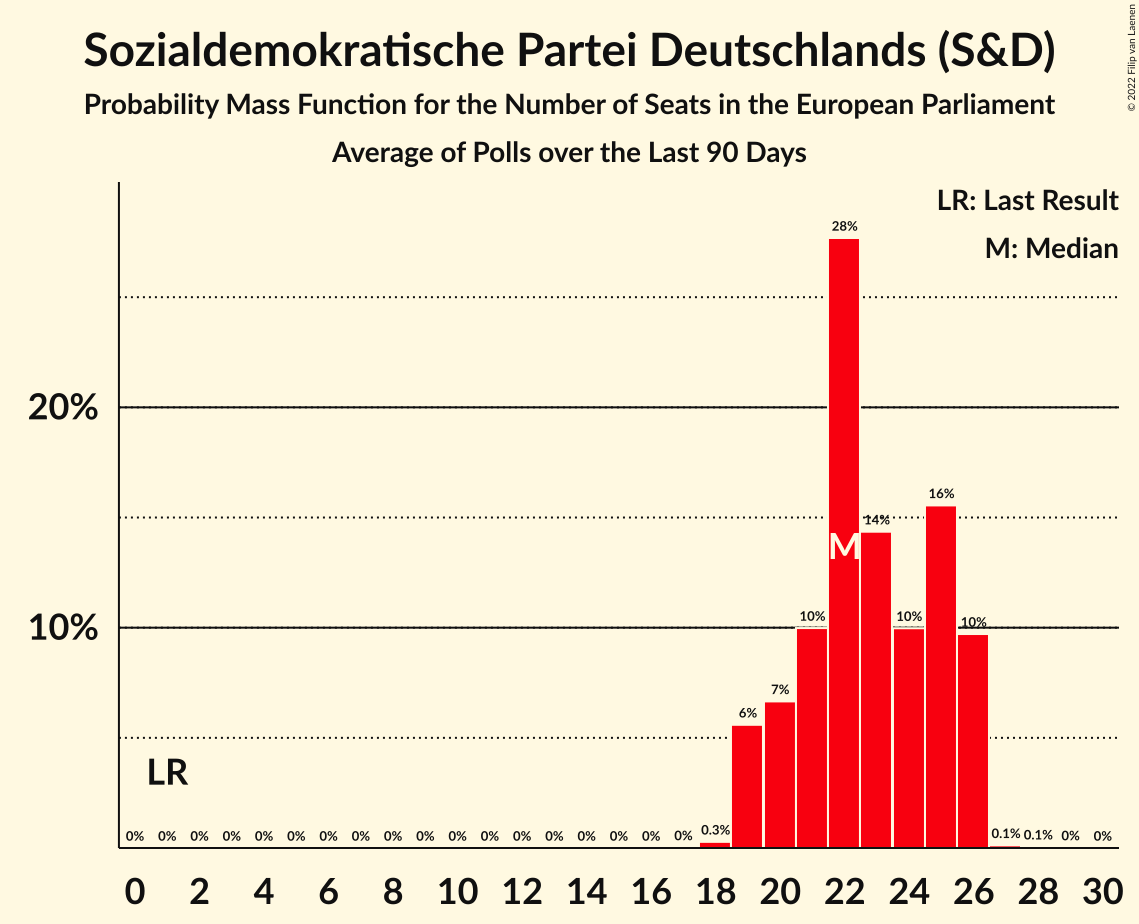 Sozialdemokratische Partei Deutschlands (S&D)
Probability Mass Function for the Number of Seats in the European Parliament
Average of Polls over the Last 90 Days
© 2022 Filip van Laenen
LR: Last Result
M: Median
28%
20%
16%
14%
M
10% 10% 10%
10%
7%
6%
LR
0% 0% 0% 0% 0% 0% 0% 0% 0% 0% 0% 0% 0% 0% 0% 0% 0% 0% 0.3% 0.1% 0.1% 0% 0%
0 2 4 6 8 10 12 14 16 18 20 22 24 26 28 30